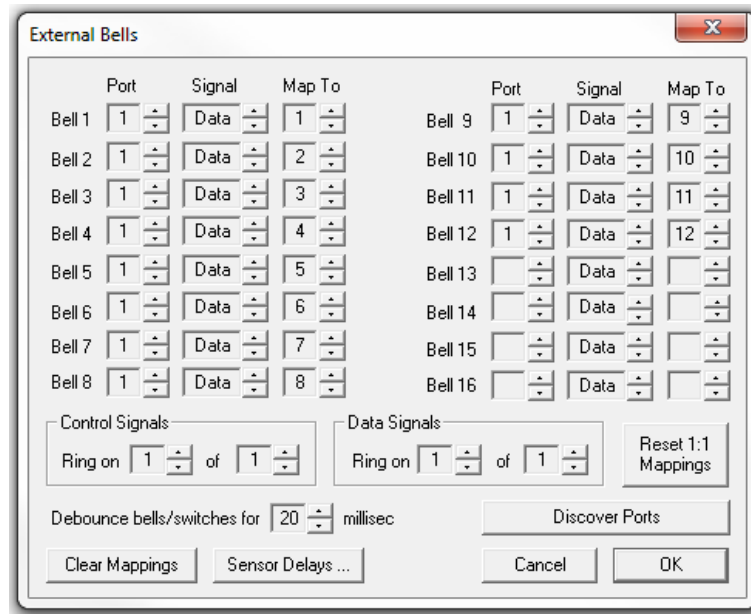 External Bells
Port Signal Map To Port Signal Map To
Bell 1 1 Data 1 Bell 9 1 Data 9
Bell 2 1 Data 2 Bell 10 1 Data 10
Bell 3 1 Data 3 Bell 11 1 Data 11
Bell 4 1 Data 4 Bell 12 1 Data 12
Bell 5 1 Data 5 Bell 13 Data
Bell 6 1 Data 6 Bell 14 Data
Bell 7 1 Data 7 Bell 15 Data
Bell 8 1 Data 8 Bell 16 Data
Control Signals Data Signals
Ring on 1 of 1 Ring on 1 of 1 Reset 1:1
Mappings
Debounce bells/switches for 20 millisec Discover Ports
Clear Mappings Sensor Delays ... Cancel OK